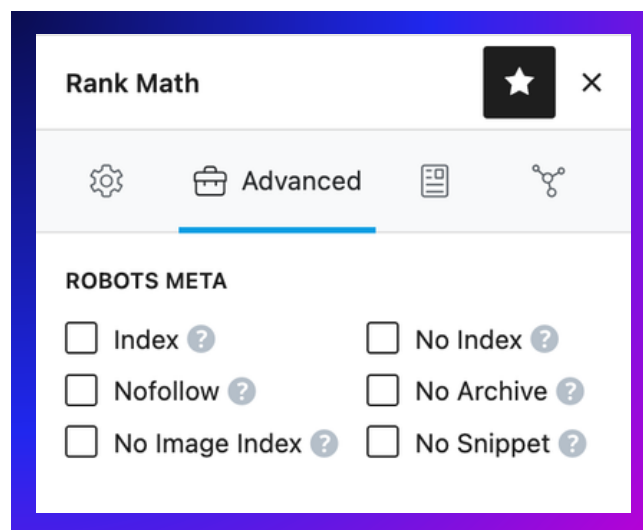 Rank Math
Advanced
ROBOTS META
Index ? No Index ?
Nofollow ? No Archive ?
No Image Index ? No Snippet ?